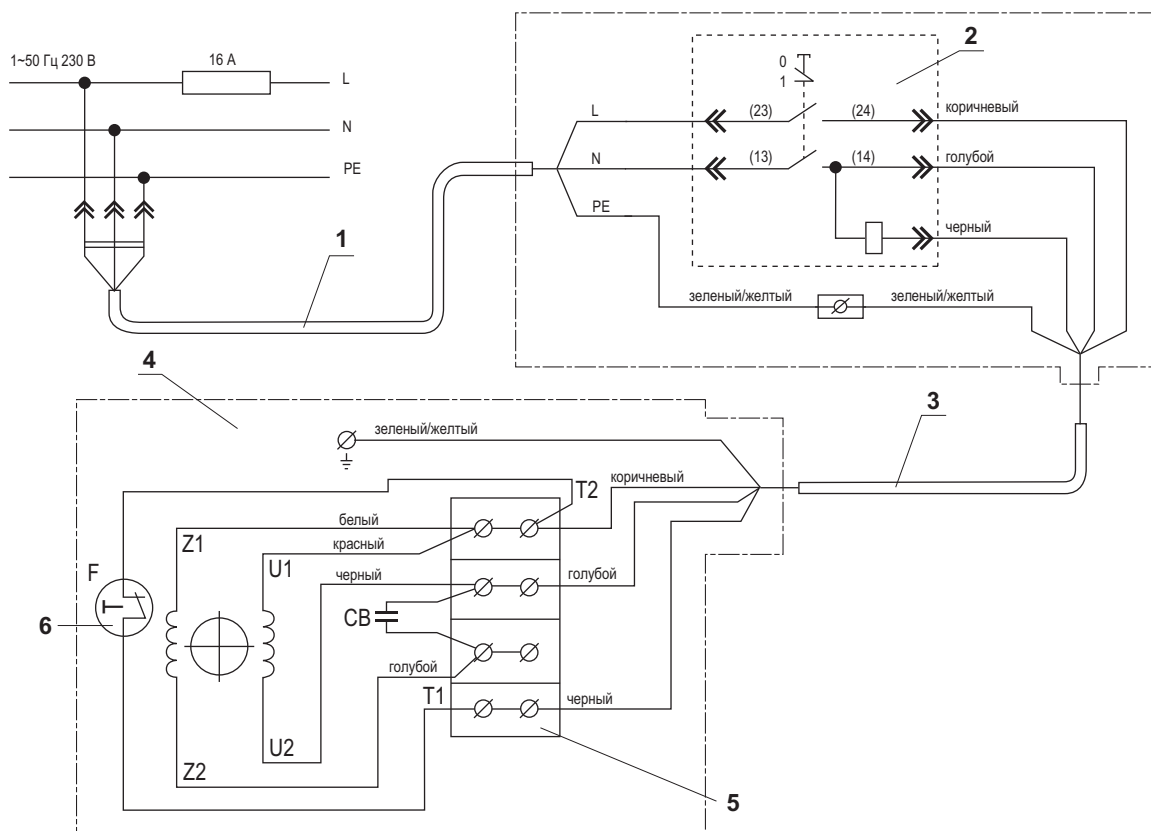 1~50 Гц 230 В
16 А
L
N
PE
1
2
0
1
L
(23)
(24)
коричневый
N
(13)
(14)
голубой
PE
черный
зеленый/желтый
зеленый/желтый
3
4
зеленый/желтый
коричневый
T2
белый
Z1
красный
U1
черный
голубой
F
CB
6
голубой
T1
черный
U2
Z2
5